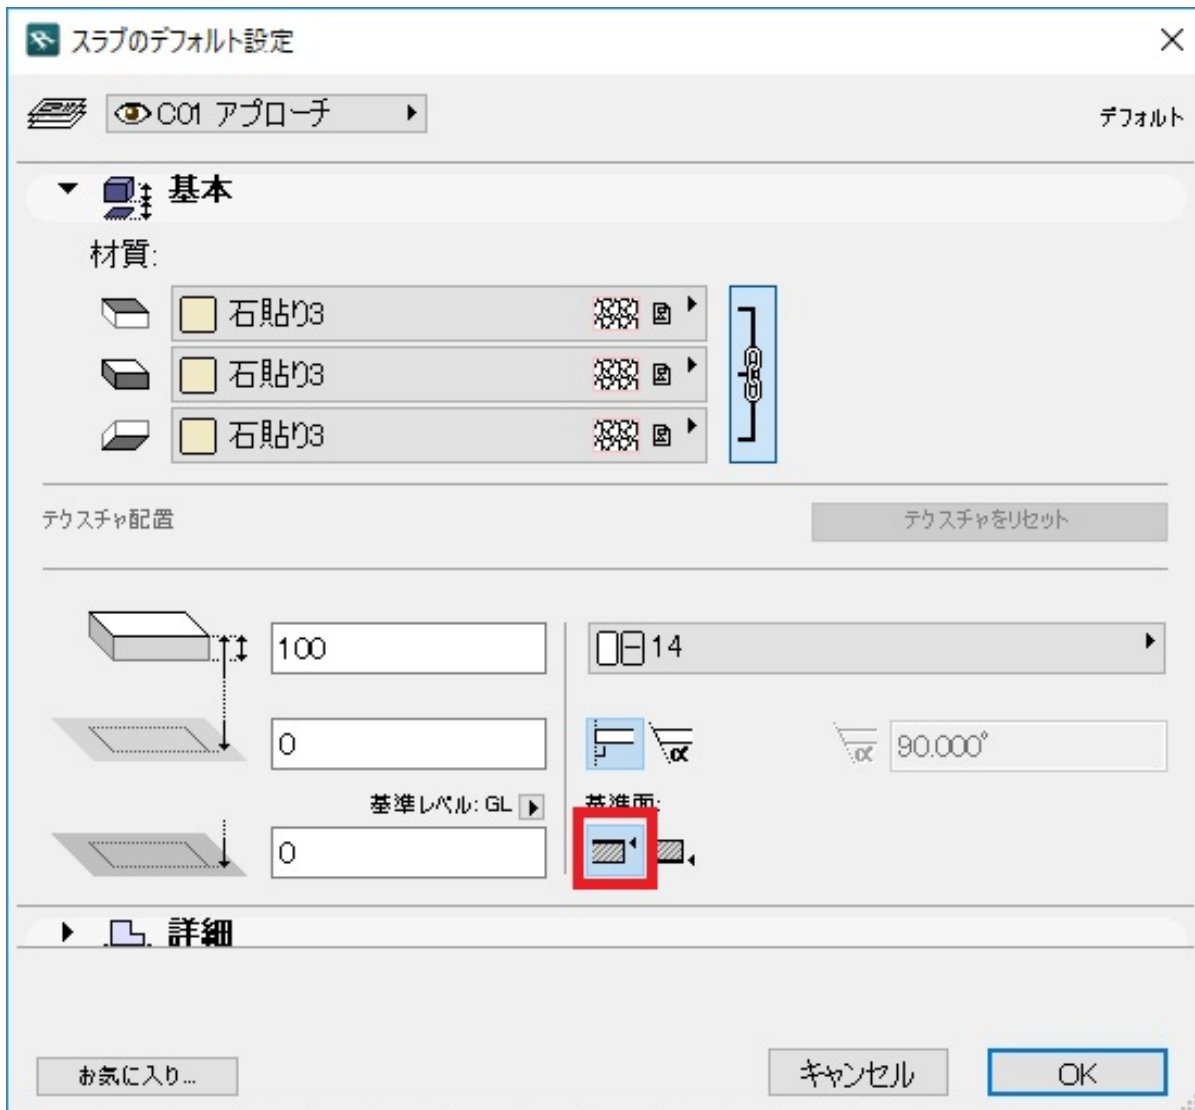 スラブのデフォルト設定
C01 アプローチ
デフォルト
基本
材質:
石貼り3
石貼り3
石貼り3
テクスチャ配置
テクスチャをリセット
100
14
0
α
α
90.000°
基準レベル: GL
基準面:
0
詳細
お気に入り...
キャンセル
OK